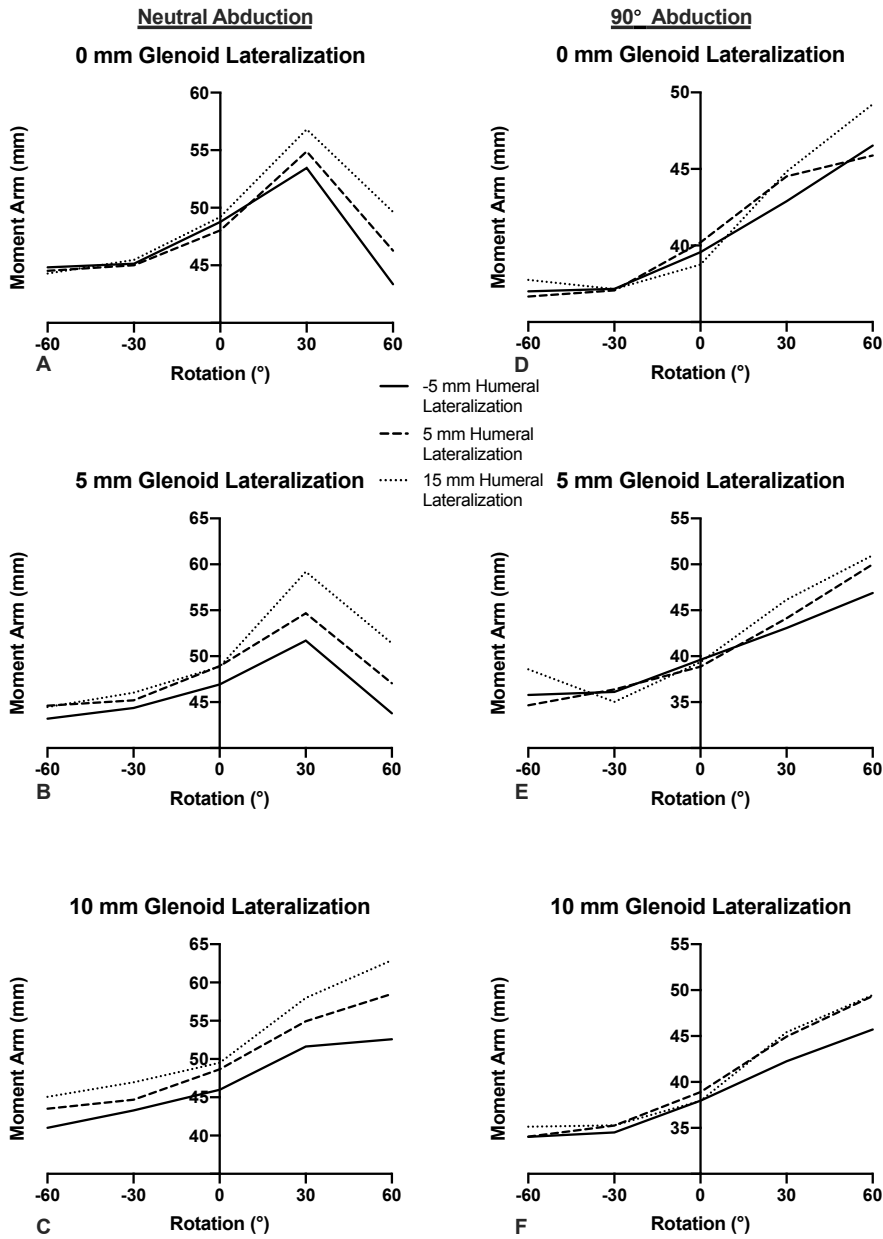 Neutral Abduction
0 mm Glenoid Lateralization
Moment Arm (mm)
60
55
50
45
-60
-30
0
30
60
Rotation (°)
A
90° Abduction
0 mm Glenoid Lateralization
Moment Arm (mm)
50
45
40
-60
-30
0
30
60
Rotation (°)
D
-5 mm Humeral
Lateralization
5 mm Humeral
Lateralization
15 mm Humeral
Lateralization
5 mm Glenoid Lateralization
Moment Arm (mm)
65
60
55
50
45
-60
-30
0
30
60
Rotation (°)
B
5 mm Glenoid Lateralization
Moment Arm (mm)
55
50
45
40
35
-60
-30
0
30
60
Rotation (°)
E
10 mm Glenoid Lateralization
Moment Arm (mm)
65
60
55
50
45
40
-60
-30
0
30
60
Rotation (°)
C
10 mm Glenoid Lateralization
Moment Arm (mm)
55
50
45
40
35
-60
-30
0
30
60
Rotation (°)
F